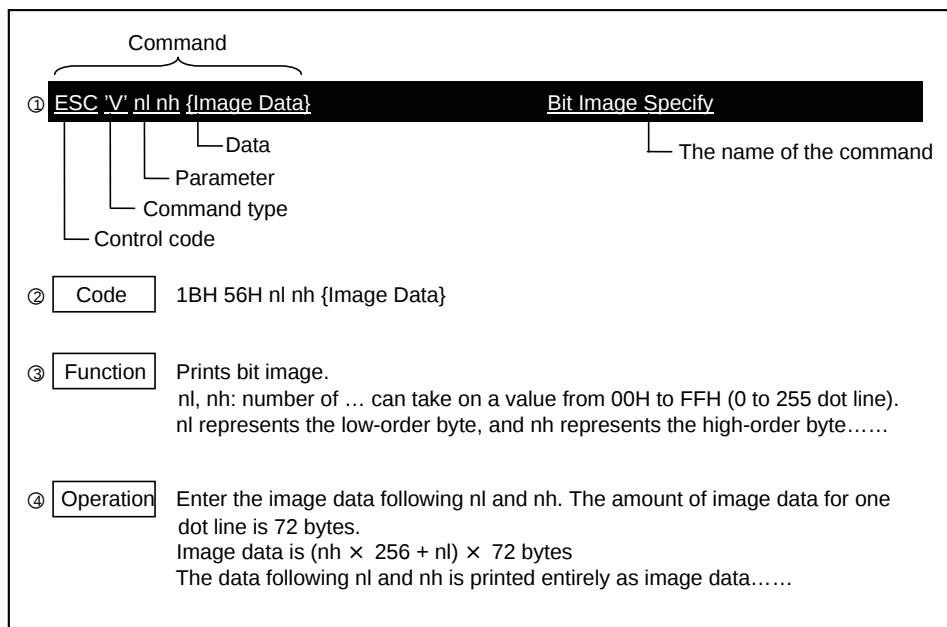 Command
① ESC 'V' nl nh {Image Data} Bit Image Specify
Data
The name of the command
Parameter
Command type
Control code
② Code 1BH 56H nl nh {Image Data}
③ Function Prints bit image.
nl, nh: number of … can take on a value from 00H to FFH (0 to 255 dot line).
nl represents the low-order byte, and nh represents the high-order byte……
④ Operation Enter the image data following nl and nh. The amount of image data for one
dot line is 72 bytes.
Image data is (nh × 256 + nl) × 72 bytes
The data following nl and nh is printed entirely as image data……